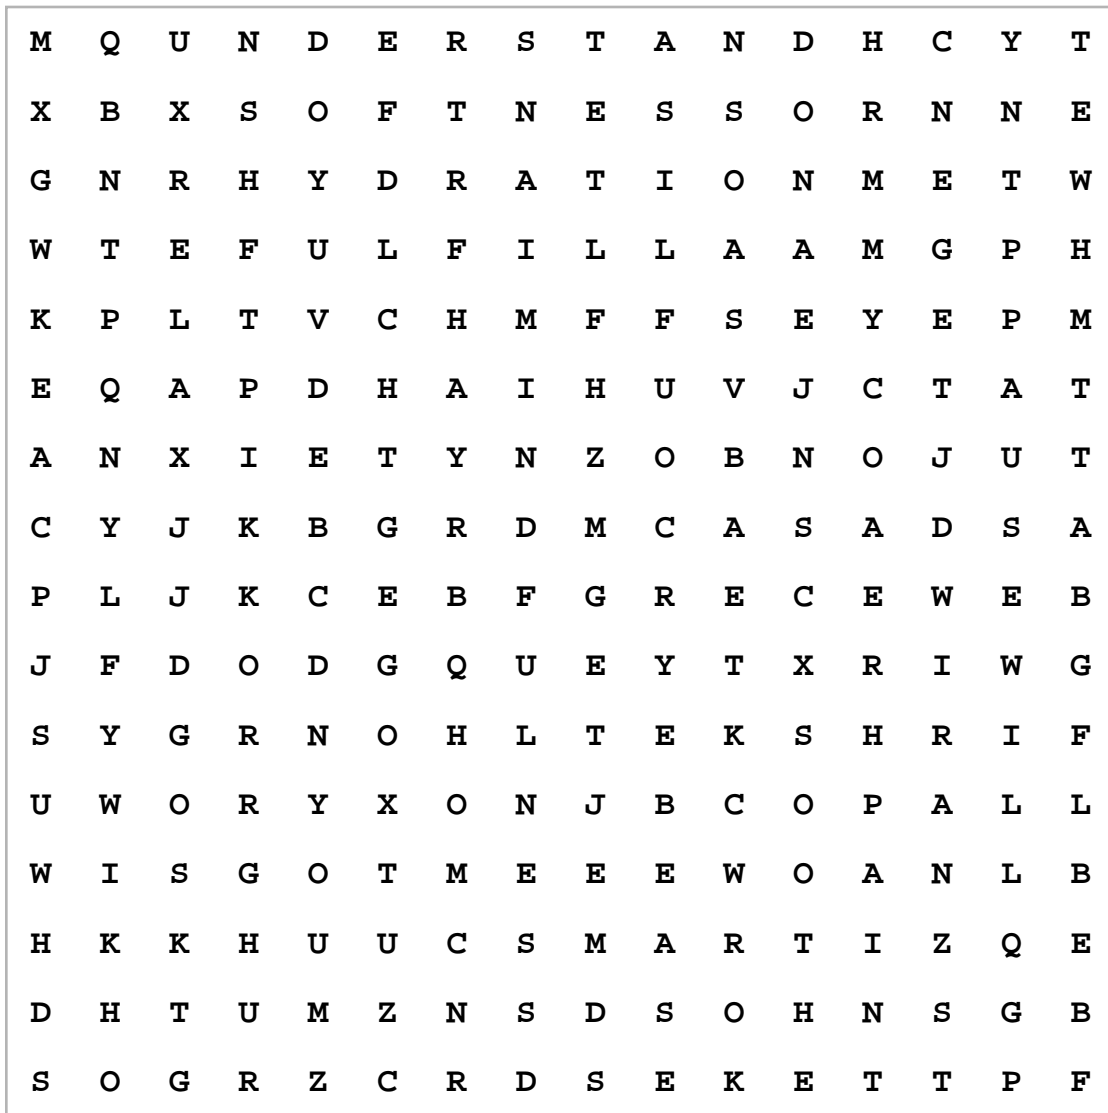 M Q U N D E R S T A N D H C Y T
X B X S O F T N E S S O R N N E
G N R H Y D R A T I O N M E T W
W T E F U L F I L L A A M G P H
K P L T V C H M F F S E Y E P M
E Q A P D H A I H U V J C T A T
A N X I E T Y N Z O B N O J U T
C Y J K B G R D M C A S A D S A
P L J K C E B F G R E C E W E B
J F D O D G Q U E Y T X R I W G
S Y G R N O H L T E K S H R I F
U W O R Y X O N J B C O P A L L
W I S G O T M E E E W O A N L B
H K K H U U C S M A R T I Z Q E
D H T U M Z N S D S O H N S G B
S O G R Z C R D S E K E T T P F